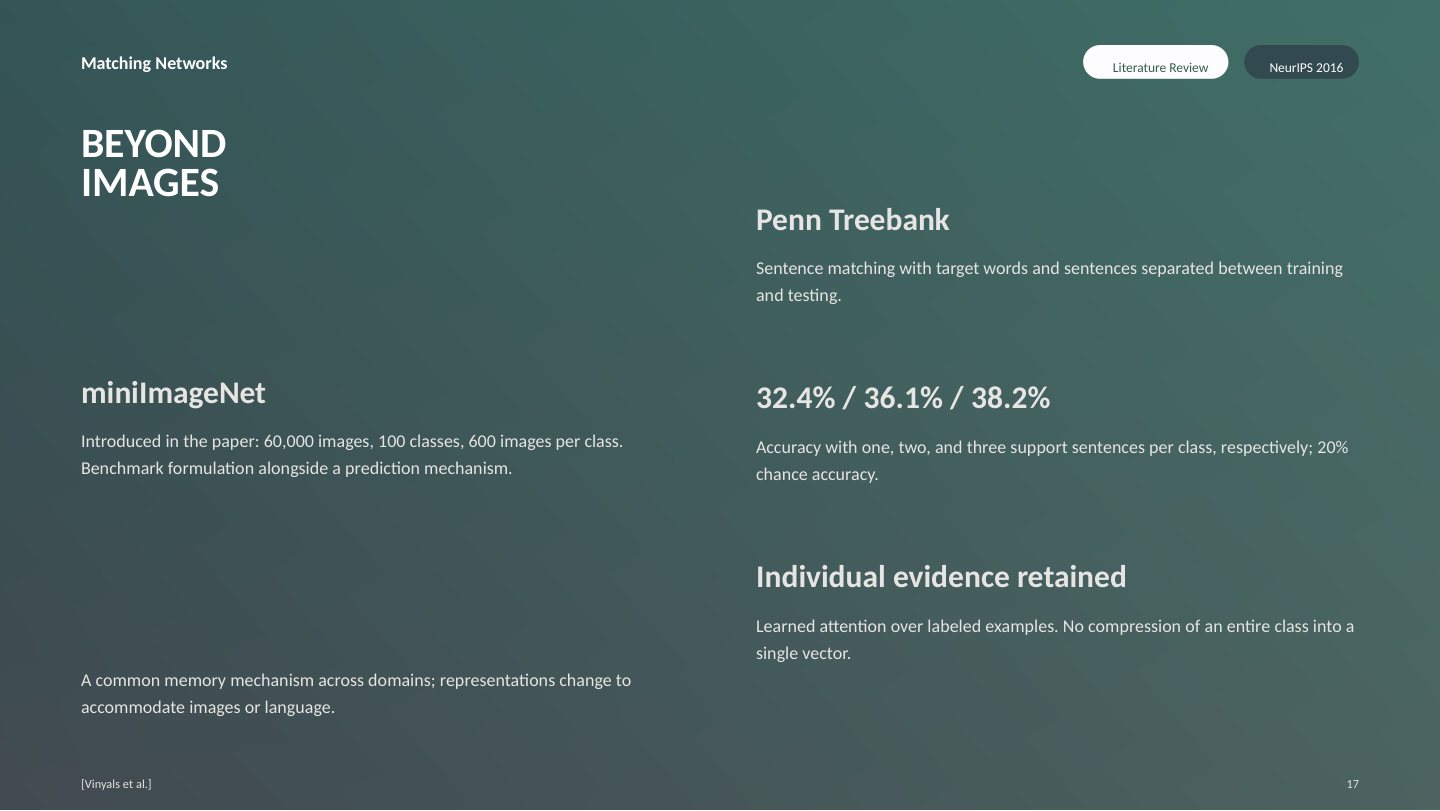 Matching Networks
Literature Review
NeurIPS 2016
BEYOND
IMAGES
miniImageNet
Introduced in the paper: 60,000 images, 100 classes, 600 images per class.
Benchmark formulation alongside a prediction mechanism.
A common memory mechanism across domains; representations change to
accommodate images or language.
Penn Treebank
Sentence matching with target words and sentences separated between training
and testing.
32.4% / 36.1% / 38.2%
Accuracy with one, two, and three support sentences per class, respectively; 20%
chance accuracy.
Individual evidence retained
Learned attention over labeled examples. No compression of an entire class into a
single vector.
[Vinyals et al.]
17